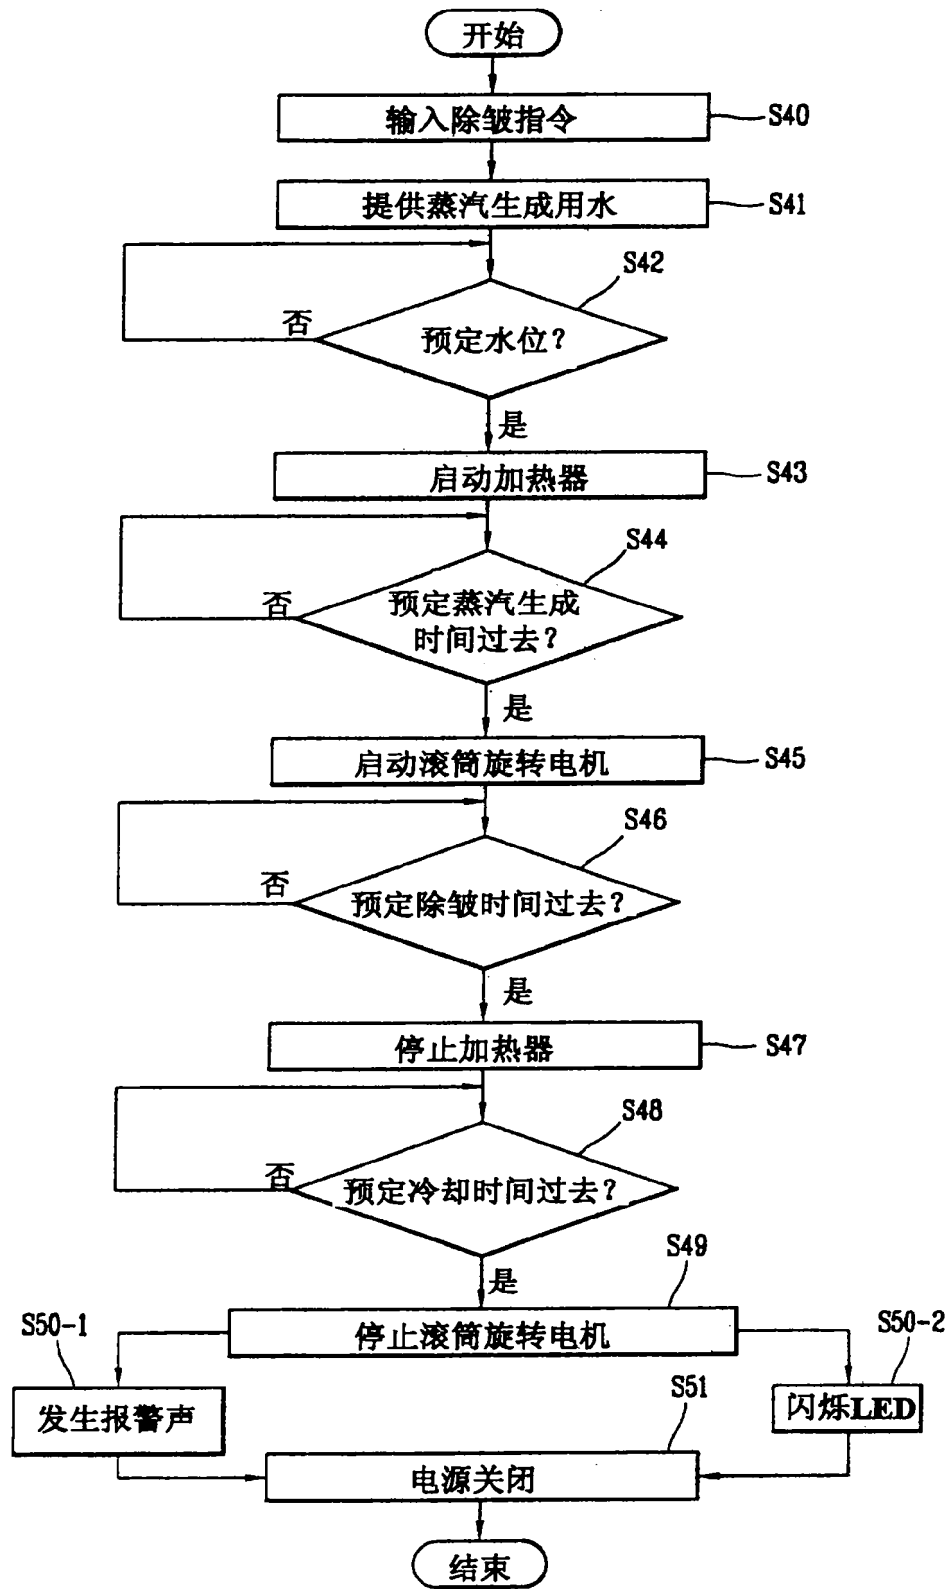 开始
输入除皱指令
S40
提供蒸汽生成用水
S41
S42
否
预定水位？
是
启动加热器
S43
S44
否
预定蒸汽生成
时间过去？
是
启动滚筒旋转电机
S45
S46
否
预定除皱时间过去？
是
停止加热器
S47
S48
否
预定冷却时间过去？
是
S49
停止滚筒旋转电机
S50-1
S50-2
发生报警声
闪烁LED
S51
电源关闭
结束